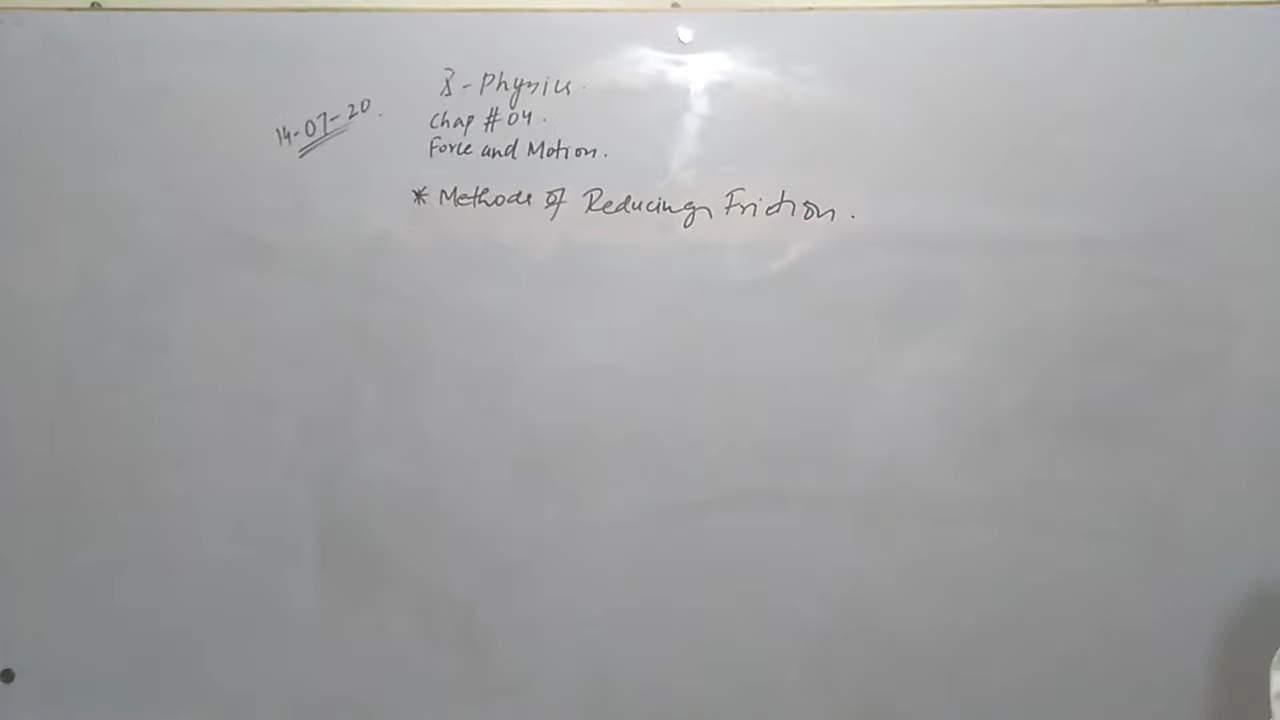 8 - Physics.
14-07-20.
Chap # 04.
Force and Motion.
* Methods of Reducing Friction.